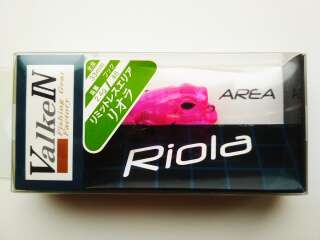 ValkeIN
Fishing Gear
Factory
リミットレスエリア
リオラ
AREA
Riola